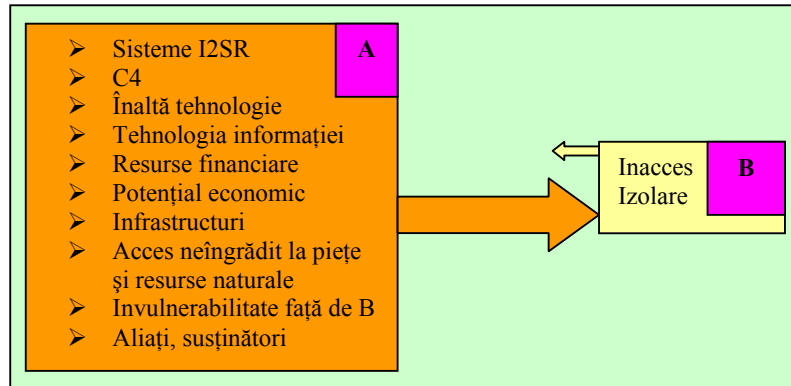 ➢ Sisteme I2SR
➢ C4
➢ Înaltă tehnologie
➢ Tehnologia informației
➢ Resurse financiare
➢ Potențial economic
➢ Infrastructuri
➢ Acces neîngrădit la piețe
și resurse naturale
➢ Invulnerabilitate față de B
➢ Aliați, susținători
A
Inacces
Izolare
B